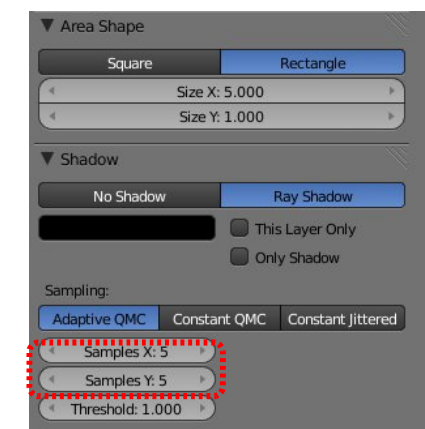 Area Shape
Square Rectangle
Size X: 5.000
Size Y: 1.000
Shadow
No Shadow Ray Shadow
This Layer Only
Only Shadow
Sampling:
Adaptive QMC Constant QMC Constant Jittered
Samples X: 5
Samples Y: 5
Threshold: 1.000